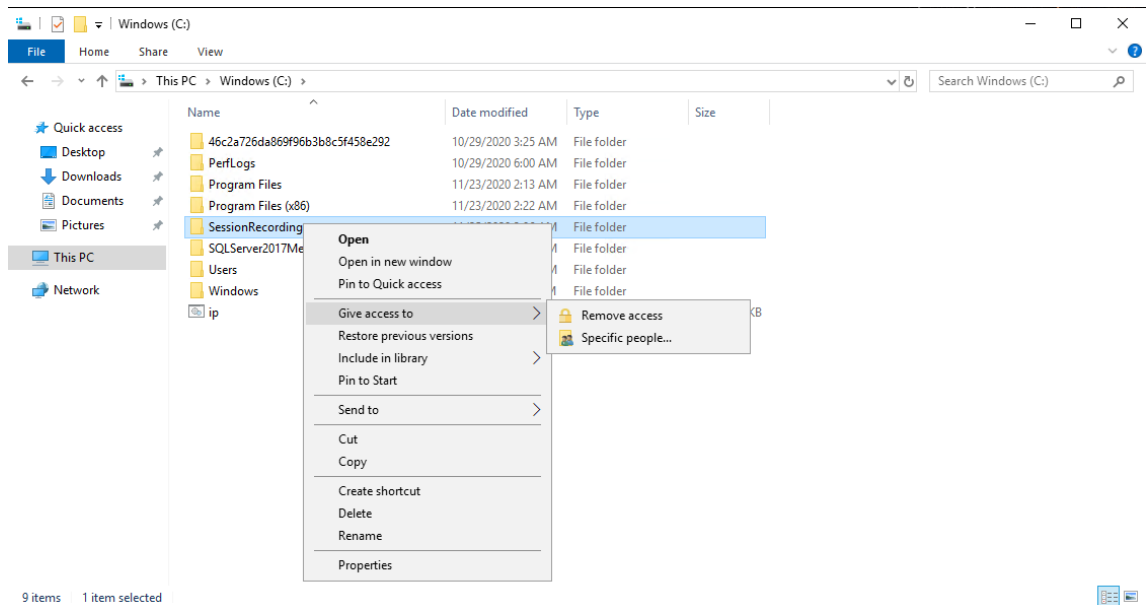 Windows (C:)
File Home Share View
This PC > Windows (C:) >
Search Windows (C:)
Name Date modified Type Size
Quick access
Desktop
Downloads
Documents
Pictures
This PC
Network
46c2a726da869f96b3b8c5f458e292 10/29/2020 3:25 AM File folder
PerfLogs 10/29/2020 6:00 AM File folder
Program Files 11/23/2020 2:13 AM File folder
Program Files (x86) 11/23/2020 2:22 AM File folder
SessionRecording File folder
SQLServer2017Me File folder
Users File folder
Windows File folder
ip KB
Open
Open in new window
Pin to Quick access
Give access to
Restore previous versions
Include in library
Pin to Start
Send to
Cut
Copy
Create shortcut
Delete
Rename
Properties
Remove access
Specific people...
9 items 1 item selected